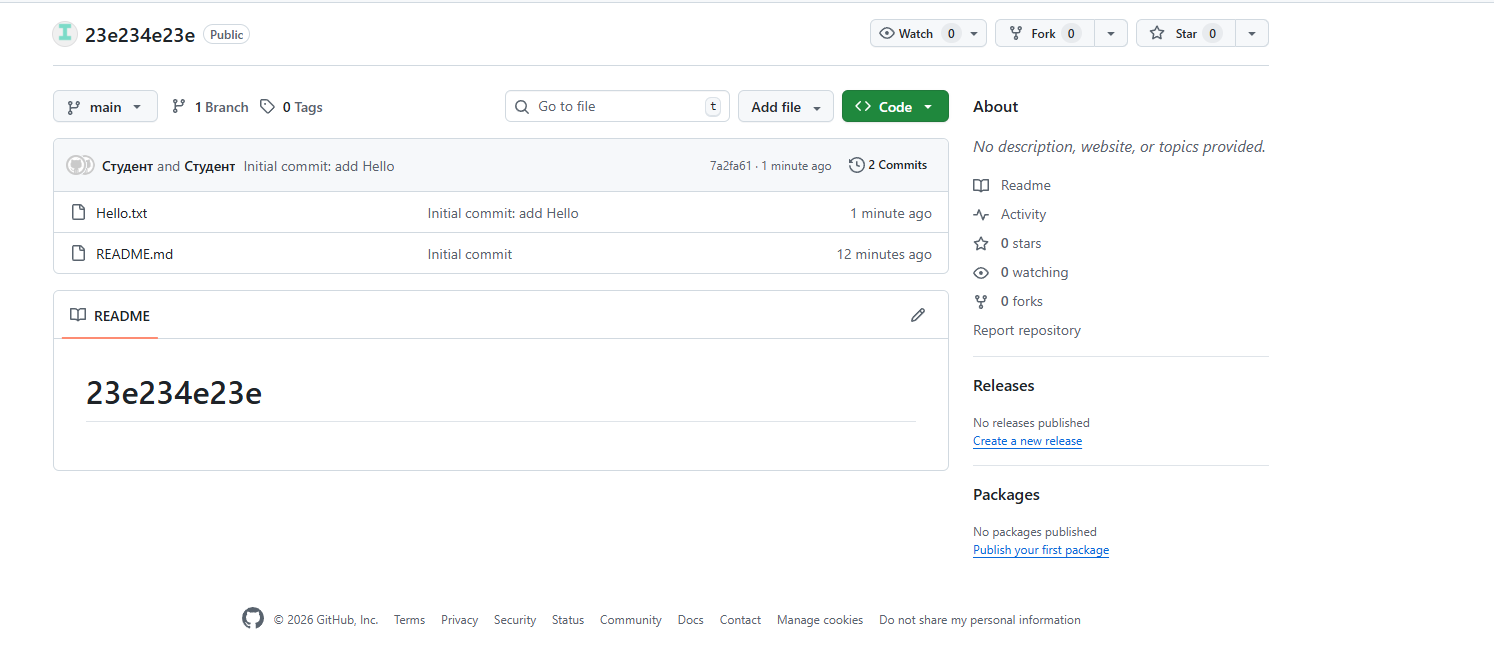 23e234e23e Public Watch 0 Fork 0 Star 0
main 1 Branch 0 Tags Go to file t Add file Code
Студент and Студент Initial commit: add Hello 7a2fa61 · 1 minute ago 2 Commits
Hello.txt Initial commit: add Hello 1 minute ago
README.md Initial commit 12 minutes ago
README
23e234e23e
About
No description, website, or topics provided.
Readme
Activity
0 stars
0 watching
0 forks
Report repository
Releases
No releases published
Create a new release
Packages
No packages published
Publish your first package
© 2026 GitHub, Inc. Terms Privacy Security Status Community Docs Contact Manage cookies Do not share my personal information